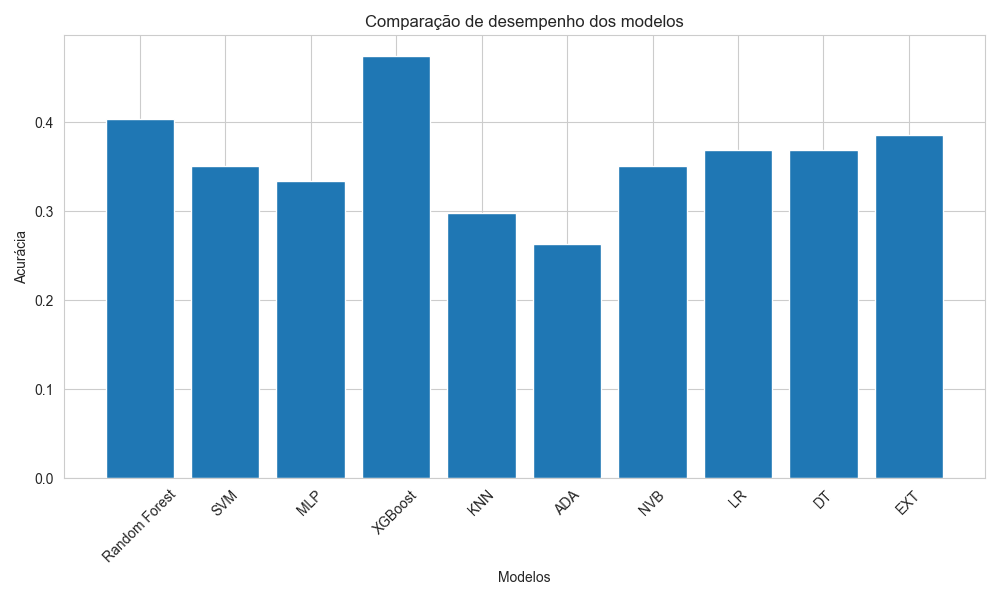 Comparação de desempenho dos modelos
Acurácia
0.4
0.3
0.2
0.1
0.0
Random Forest
SVM
MLP
XGBoost
KNN
ADA
NVB
LR
DT
EXT
Modelos